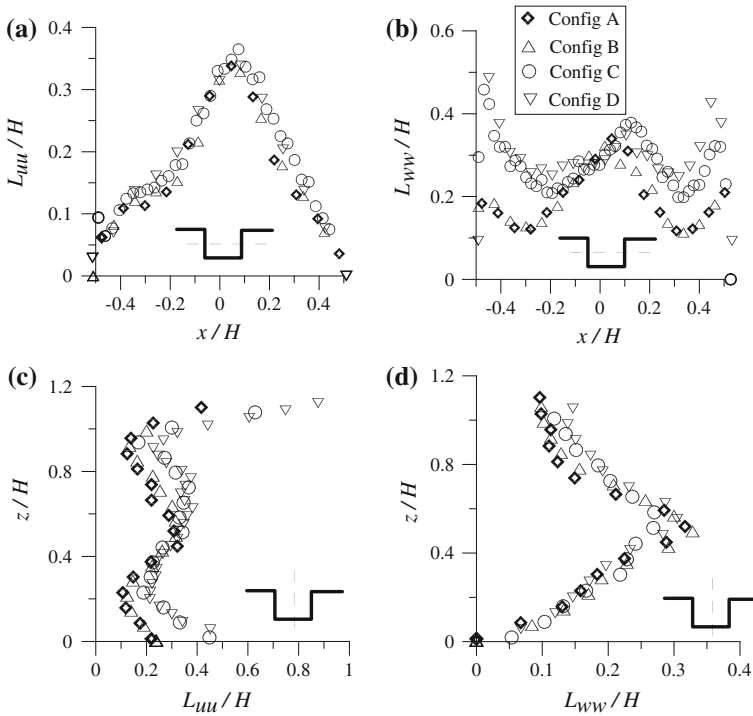 (a)
0.4
0.3
0.2
0.1
0
L_uu/H
-0.4 -0.2 0 0.2 0.4
x/H
(b)
0.6
0.4
0.2
0
L_ww/H
-0.4 -0.2 0 0.2 0.4
x/H
Config A
Config B
Config C
Config D
(c)
1.2
0.8
0.4
0
z/H
0 0.2 0.4 0.6 0.8 1
L_uu/H
(d)
1.2
0.8
0.4
0
z/H
0 0.1 0.2 0.3 0.4
L_ww/H